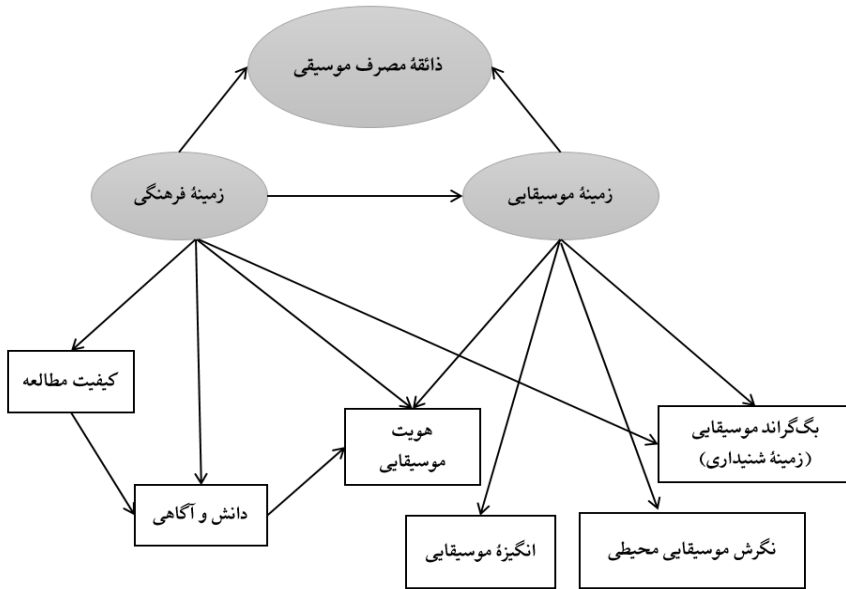 ذائقهٔ مصرف موسیقی
زمینهٔ موسیقایی
زمینهٔ فرهنگی
کیفیت مطالعه
بگ‌گراند موسیقایی
(زمینهٔ شنیداری)
هویت
موسیقایی
دانش و آگاهی
نگرش موسیقایی محیطی
انگیزهٔ موسیقایی